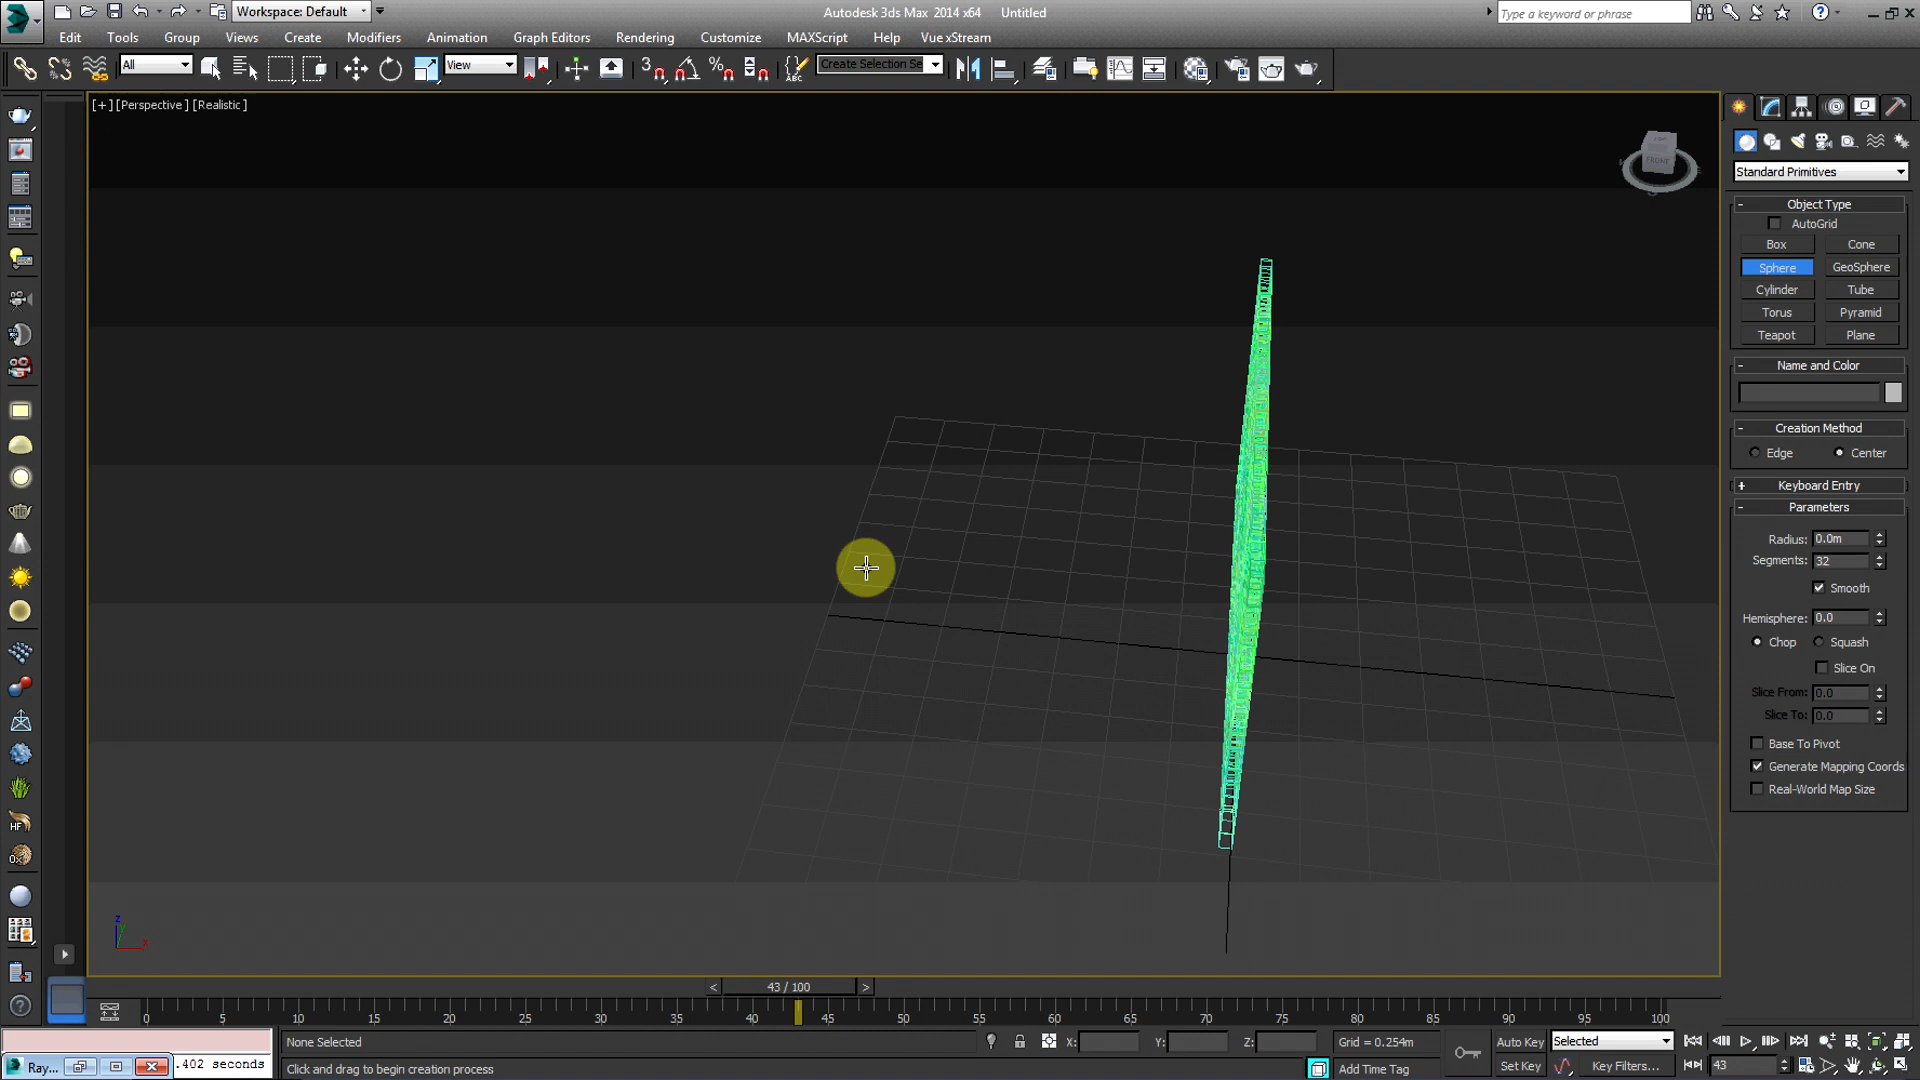 Workspace: Default
Autodesk 3ds Max 2014 x64 Untitled
Type a keyword or phrase
Edit Tools Group Views Create Modifiers Animation Graph Editors Rendering Customize MAXScript Help Vue xStream
All
View
Create Selection Se
[+][Perspective][Realistic]
FRONT
Standard Primitives
- Object Type
AutoGrid
Box Cone
Sphere GeoSphere
Cylinder Tube
Torus Pyramid
Teapot Plane
- Name and Color
- Creation Method
Edge Center
+ Keyboard Entry
- Parameters
Radius: 0.0m
Segments: 32
Smooth
Hemisphere: 0.0
Chop Squash
Slice On
Slice From: 0.0
Slice To: 0.0
Base To Pivot
Generate Mapping Coords
Real-World Map Size
z
x
HF
Ox
< 43 / 100 >
0 5 10 15 20 25 30 35 40 45 50 55 60 65 70 75 80 85 90 95 100
None Selected X: Y: Z: Grid = 0.254m Auto Key Selected
Ray... .402 seconds Click and drag to begin creation process Add Time Tag Set Key Key Filters... 43